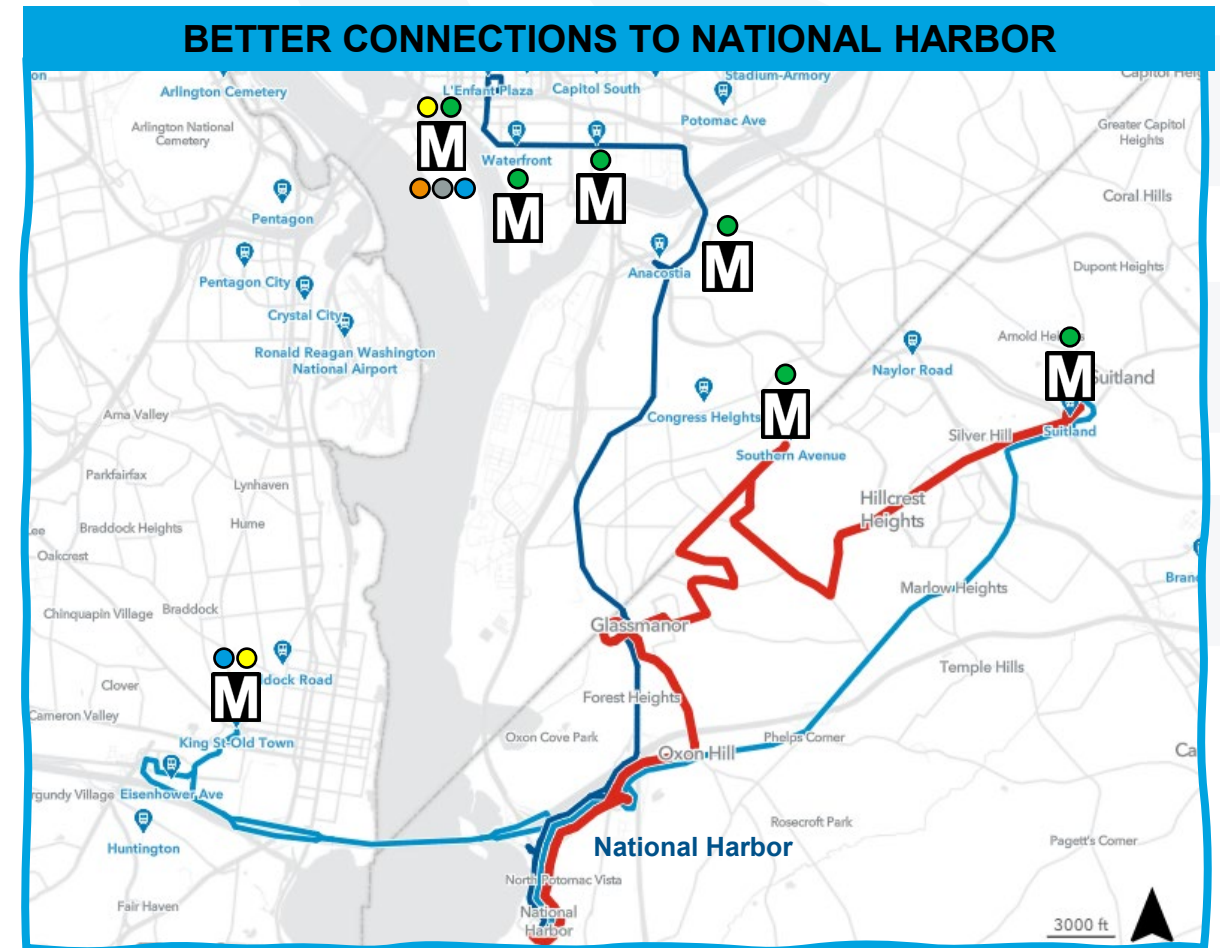 BETTER CONNECTIONS TO NATIONAL HARBOR
Stadium-Armory
Arlington Cemetery
L'Enfant Plaza
Capitol South
Potomac Ave
Arlington National
Cemetery
Greater Capitol
Heights
M
Waterfront
M
M
Coral Hills
Pentagon
M
Anacostia
Dupont Heights
Pentagon City
Crystal City
Ronald Reagan Washington
National Airport
Naylor Road
M
Suitland
Arna Valley
Congress Heights
M
Silver Hill
Suitland
Southern Avenue
Parkfairfax
Lynhaven
Hillcrest
Heights
Braddock Heights
Hume
Oakcrest
Marlow Heights
Chinquapin Village
Braddock
Glassmanor
Temple Hills
M
dock Road
Clover
Forest Heights
Cameron Valley
King St-Old Town
Oxon Cove Park
Oxon Hill
Phelps Corner
rgundy Village
Eisenhower Ave
Rosecroft Park
Huntington
National Harbor
Pagett's Corner
North Potomac Vista
Fair Haven
National
Harbor
3000 ft